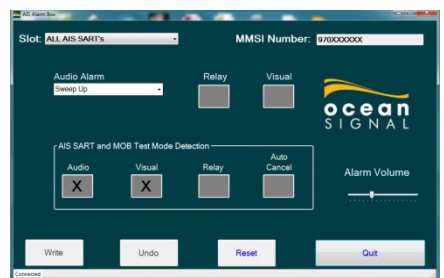 AIS Alarm Box
Slot: ALL AIS SART's MMSI Number: 970XXXXXX
Audio Alarm Relay Visual
Sweep Up
ocean
SIGNAL
AIS SART and MOB Test Mode Detection
Audio Visual Relay Auto Cancel
X X
Alarm Volume
Write Undo Reset Quit
Connected